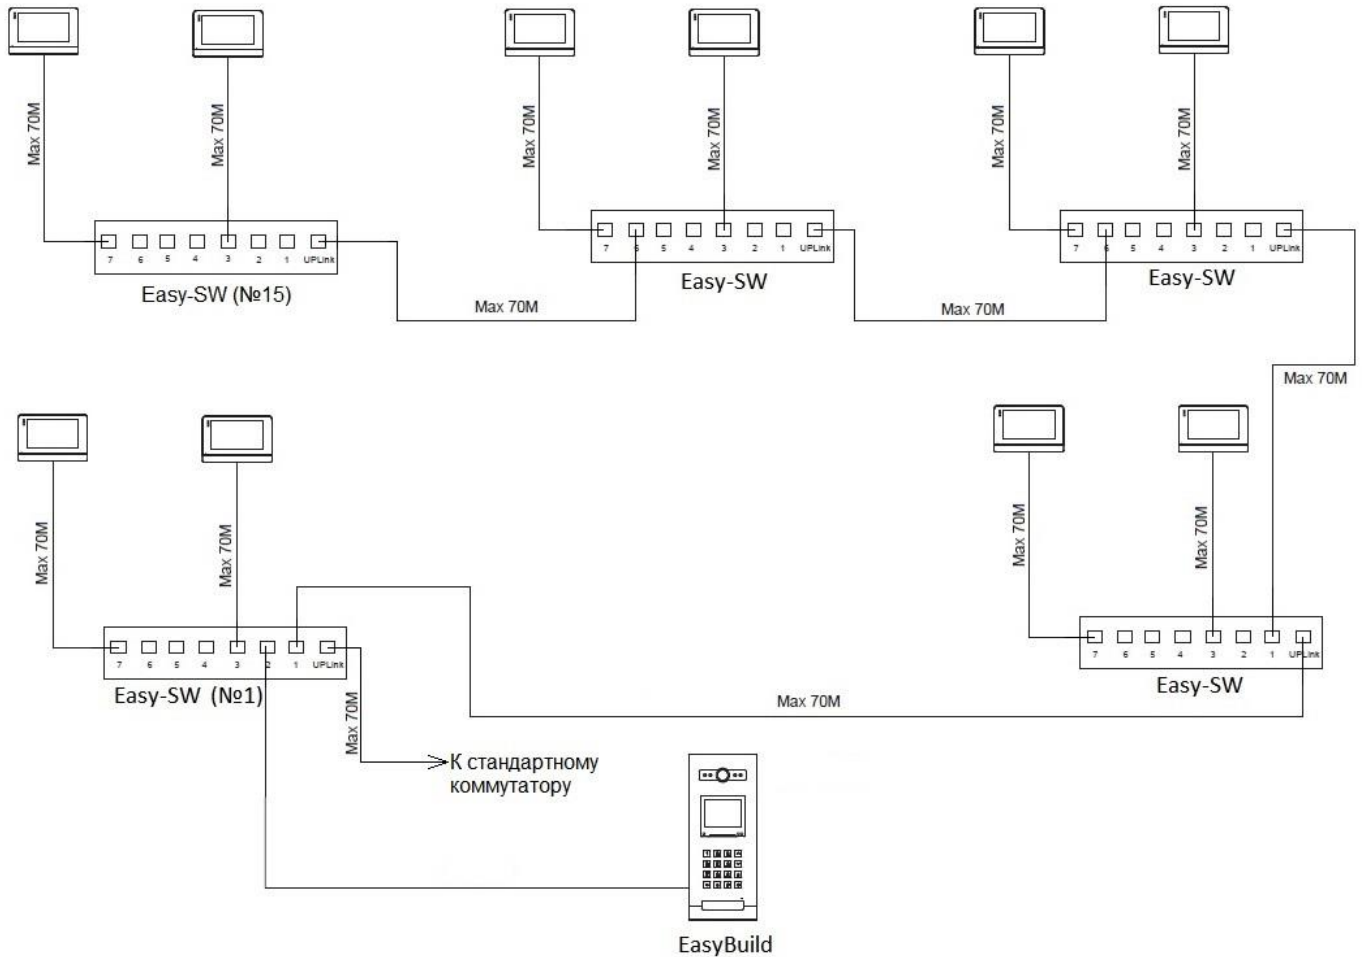 Max 70M
Max 70M
Max 70M
Max 70M
Max 70M
Max 70M
7 6 5 4 3 2 1 UPLink
Easy-SW (№15)
7 6 5 4 3 2 1 UPLink
Easy-SW
7 6 5 4 3 2 1 UPLink
Easy-SW
Max 70M
Max 70M
Max 70M
Max 70M
Max 70M
Max 70M
Max 70M
7 6 5 4 3 2 1 UPLink
Easy-SW (№1)
7 6 5 4 3 2 1 UPLink
Easy-SW
Max 70M
Max 70M
К стандартному
коммутатору
EasyBuild